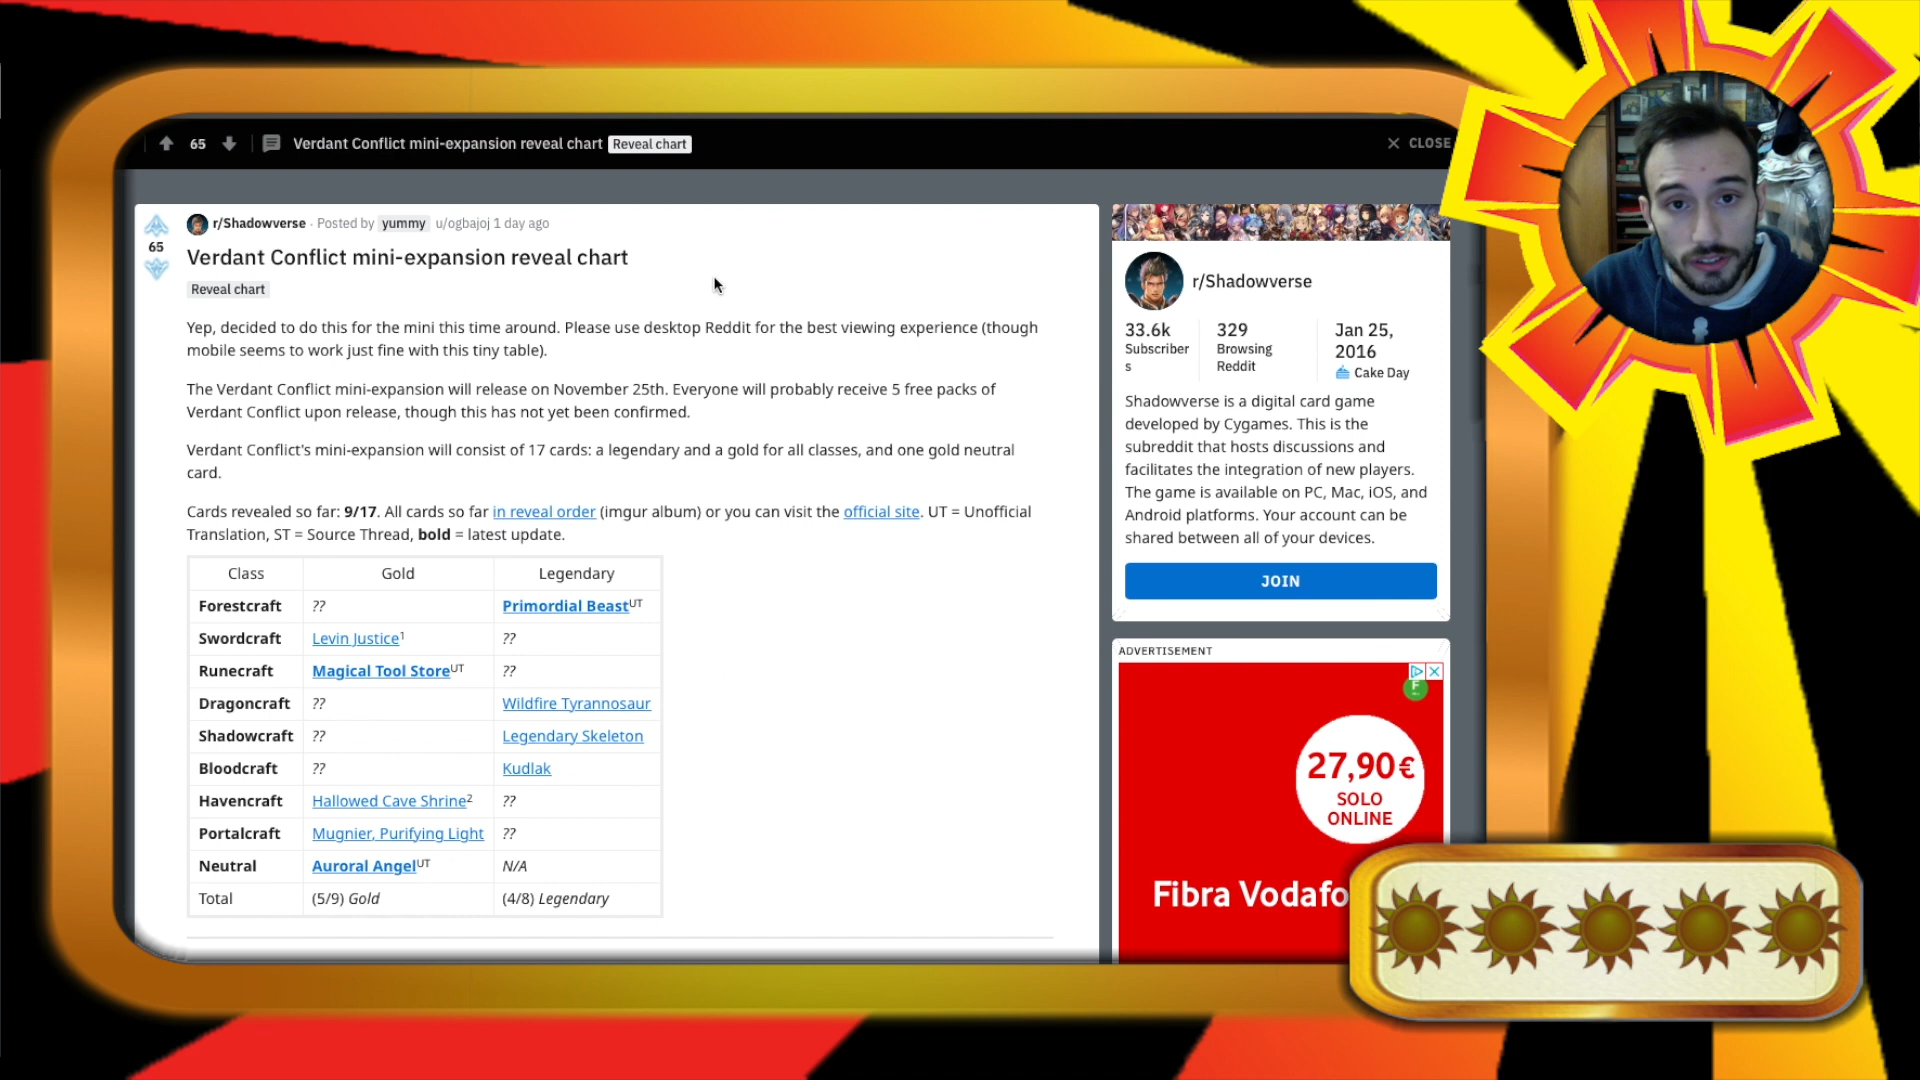 65 Verdant Conflict mini-expansion reveal chart Reveal chart
CLOSE
r/Shadowverse · Posted by yummy u/ogbajoj 1 day ago
65
Verdant Conflict mini-expansion reveal chart
Reveal chart
Yep, decided to do this for the mini this time around. Please use desktop Reddit for the best viewing experience (though
mobile seems to work just fine with this tiny table).
The Verdant Conflict mini-expansion will release on November 25th. Everyone will probably receive 5 free packs of
Verdant Conflict upon release, though this has not yet been confirmed.
Verdant Conflict's mini-expansion will consist of 17 cards: a legendary and a gold for all classes, and one gold neutral
card.
Cards revealed so far: 9/17. All cards so far in reveal order (imgur album) or you can visit the official site. UT = Unofficial
Translation, ST = Source Thread, bold = latest update.
Class Gold Legendary
Forestcraft ?? Primordial Beast UT
Swordcraft Levin Justice 1 ??
Runecraft Magical Tool Store UT ??
Dragoncraft ?? Wildfire Tyrannosaur
Shadowcraft ?? Legendary Skeleton
Bloodcraft ?? Kudlak
Havencraft Hallowed Cave Shrine 2 ??
Portalcraft Mugnier, Purifying Light ??
Neutral Auroral Angel UT N/A
Total (5/9) Gold (4/8) Legendary
r/Shadowverse
33.6k 329 Jan 25,
2016
Subscriber
s
Browsing
Reddit
Cake Day
Shadowverse is a digital card game
developed by Cygames. This is the
subreddit that hosts discussions and
facilitates the integration of new players.
The game is available on PC, Mac, iOS, and
Android platforms. Your account can be
shared between all of your devices.
JOIN
ADVERTISEMENT
F
27,90€
SOLO
ONLINE
Fibra Vodafo